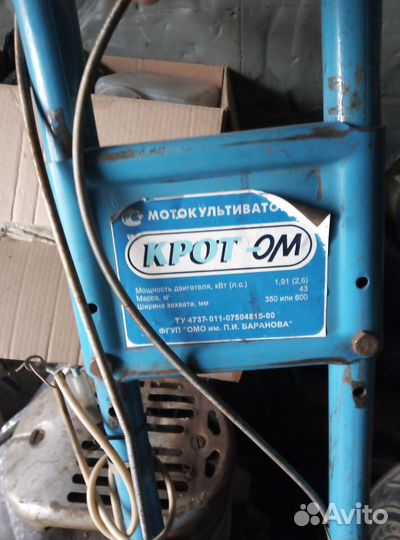 МОТОКУЛЬТИВАТО
КРОТ ОМ
Мощность двигателя, кВт (л.с.) 1,91 (2,6)
Масса, кг 43
Ширина захвата, мм 350 или 600
ТУ 4737-011-07504815-00
ФГУП "ОМО им. П.И. БАРАНОВА"
Avito